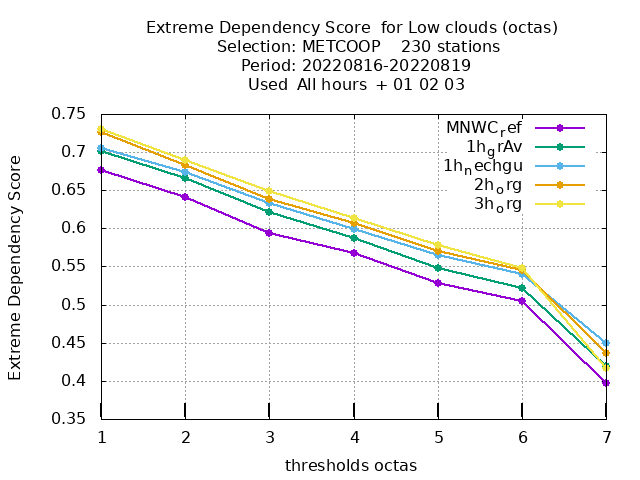 Extreme Dependency Score  for Low clouds (octas)
Selection: METCOOP    230 stations
Period: 20220816-20220819
Used  All hours  + 01 02 03
MNWC_ref
1h_grAv
1h_nechgu
2h_org
3h_org
Extreme Dependency Score
0.75
0.7
0.65
0.6
0.55
0.5
0.45
0.4
0.35
1 2 3 4 5 6 7
thresholds octas